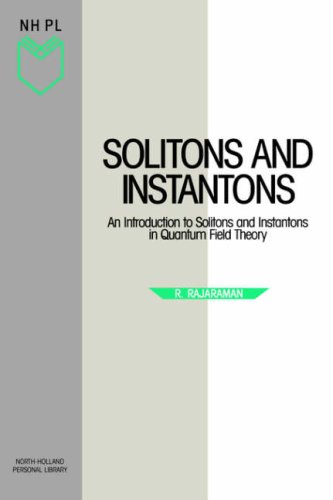 NH PL
SOLITONS AND
INSTANTONS
An Introduction to Solitons and Instantons
in Quantum Field Theory
R. RAJARAMAN
NORTH-HOLLAND
PERSONAL LIBRARY